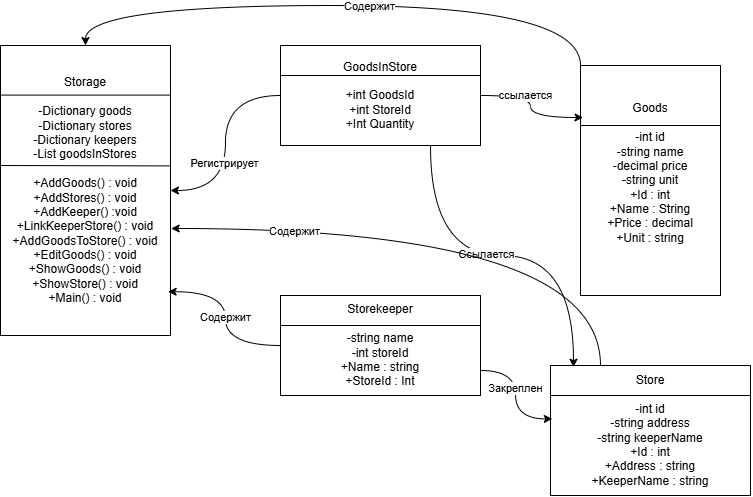 Содержит
Storage
-Dictionary goods
-Dictionary stores
-Dictionary keepers
-List goodsInStores
+AddGoods() : void
+AddStores() : void
+AddKeeper() :void
+LinkKeeperStore() : void
+AddGoodsToStore() : void
+EditGoods() : void
+ShowGoods() : void
+ShowStore() : void
+Main() : void
GoodsInStore
+int GoodsId
+int StoreId
+Int Quantity
ссылается
Goods
-int id
-string name
-decimal price
-string unit
+Id : int
+Name : String
+Price : decimal
+Unit : string
Регистрирует
Содержит
Ссылается
Содержит
Storekeeper
-string name
-int storeId
+Name : string
+StoreId : Int
Закреплен
Store
-int id
-string address
-string keeperName
+Id : int
+Address : string
+KeeperName : string